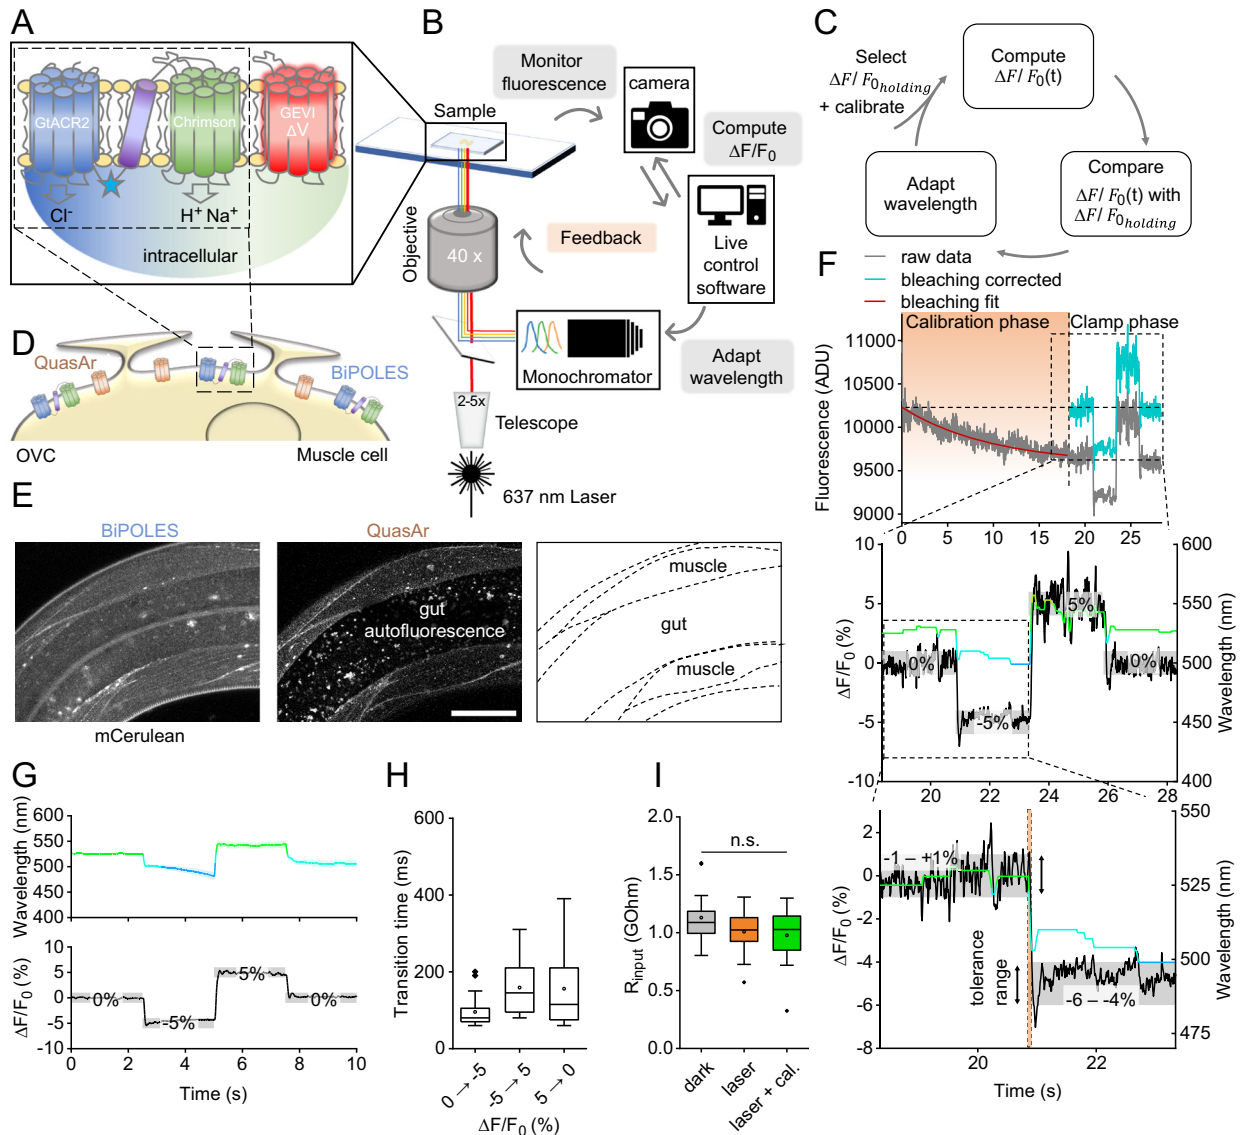 A
GtACR2
Chrimson
GEVI
ΔV
Cl-
H+ Na+
intracellular
B
Monitor
fluorescence
camera
Sample
Compute
ΔF/F0
Objective
40 x
Feedback
Live
control
software
Monochromator
Adapt
wavelength
2-5x
Telescope
637 nm Laser
C
Select
ΔF/ F0holding
+ calibrate
Compute
ΔF/ F0(t)
Adapt
wavelength
Compare
ΔF/ F0(t) with
ΔF/ F0holding
D
QuasAr
BiPOLES
OVC
Muscle cell
E
BiPOLES
QuasAr
gut
autofluorescence
mCerulean
muscle
gut
muscle
F
raw data
bleaching corrected
bleaching fit
Calibration phase
Clamp phase
Fluorescence (ADU)
11000
10500
10000
9500
9000
0 5 10 15 20 25
10
5
0
-5
-10
ΔF/F0 (%)
600
550
500
450
400
Wavelength (nm)
0%
-5%
5%
0%
20 22 24 26 28
2
0
-2
-4
-6
-8
ΔF/F0 (%)
550
525
500
475
Wavelength (nm)
-1 – +1%
tolerance
range
-6 – -4%
20 22
Time (s)
G
Wavelength (nm)
600
550
500
450
400
ΔF/F0 (%)
10
5
0
-5
-10
0%
-5%
5%
0%
0 2 4 6 8 10
Time (s)
H
Transition time (ms)
600
400
200
0
0 → -5
-5 → 5
5 → 0
ΔF/F0 (%)
I
Rinput (GOhm)
2.0
1.5
1.0
0.5
0.0
n.s.
dark
laser
laser + cal.